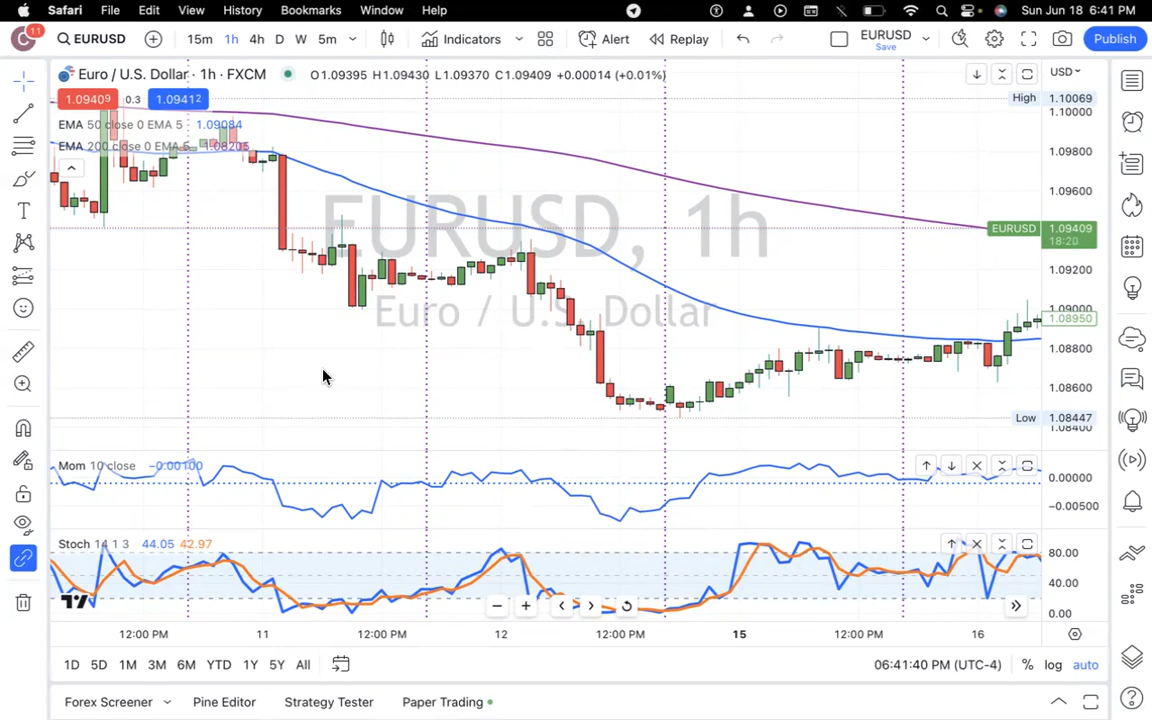 Safari File Edit View History Bookmarks Window Help Sun Jun 18 6:41 PM
C 11 EURUSD 15m 1h 4h D W 5m Indicators Alert Replay EURUSD Save Publish
Euro / U.S. Dollar · 1h · FXCM O1.09395 H1.09430 L1.09370 C1.09409 +0.00014 (+0.01%) USD
1.09409 0.3 1.09412 High 1.10069
1.10000
EMA 50 close 0 EMA 5 1.09084
EMA 200 close 0 EMA 5 1.08205
1.09800
1.09600
EURUSD, 1h
EURUSD 1.09409
18:20
1.09200
Euro / U.S. Dollar
1.09000
1.08950
1.08800
1.08600
Low 1.08447
1.08400
Mom 10 close −0.00100
0.00000
−0.00500
Stoch 14 1 3 44.05 42.97
80.00
40.00
0.00
12:00 PM 11 12:00 PM 12 12:00 PM 15 12:00 PM 16
1D 5D 1M 3M 6M YTD 1Y 5Y All 06:41:40 PM (UTC-4) % log auto
Forex Screener Pine Editor Strategy Tester Paper Trading